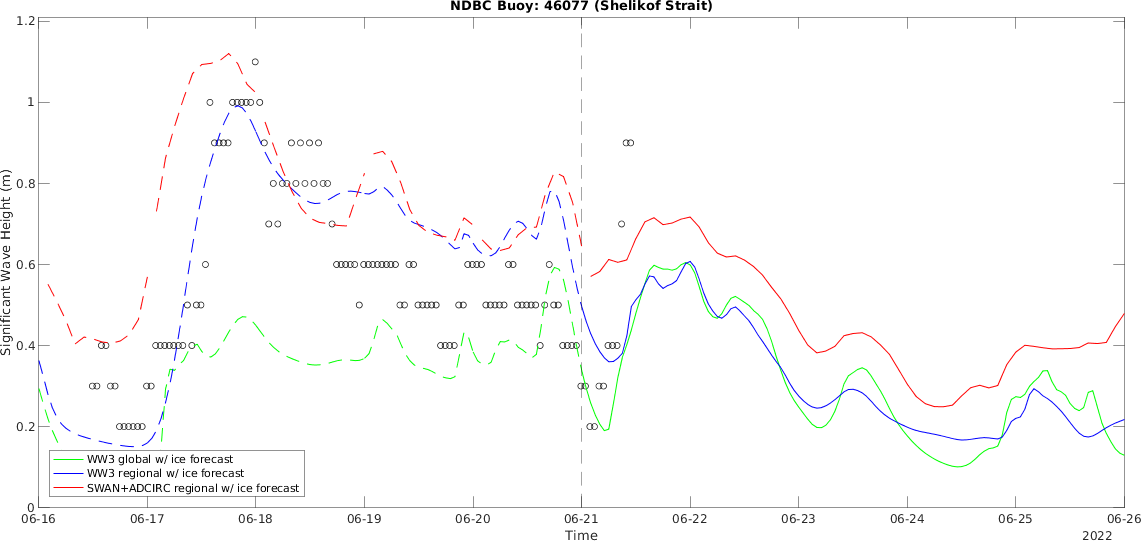 NDBC Buoy: 46077 (Shelikof Strait)
1.2
1
0.8
0.6
0.4
0.2
0
Significant Wave Height (m)
WW3 global w/ ice forecast
WW3 regional w/ ice forecast
SWAN+ADCIRC regional w/ ice forecast
06-16 06-17 06-18 06-19 06-20 06-21 06-22 06-23 06-24 06-25 06-26
Time
2022